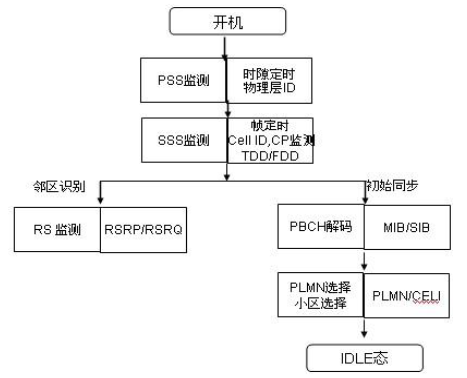 开机
PSS监测
时隙定时
物理层ID
SSS监测
帧定时
Cell ID,CP监测
TDD/FDD
邻区识别
初始同步
RS 监测
RSRP/RSRQ
PBCH解码
MIB/SIB
PLMN选择
小区选择
PLMN/CELl
IDLE态